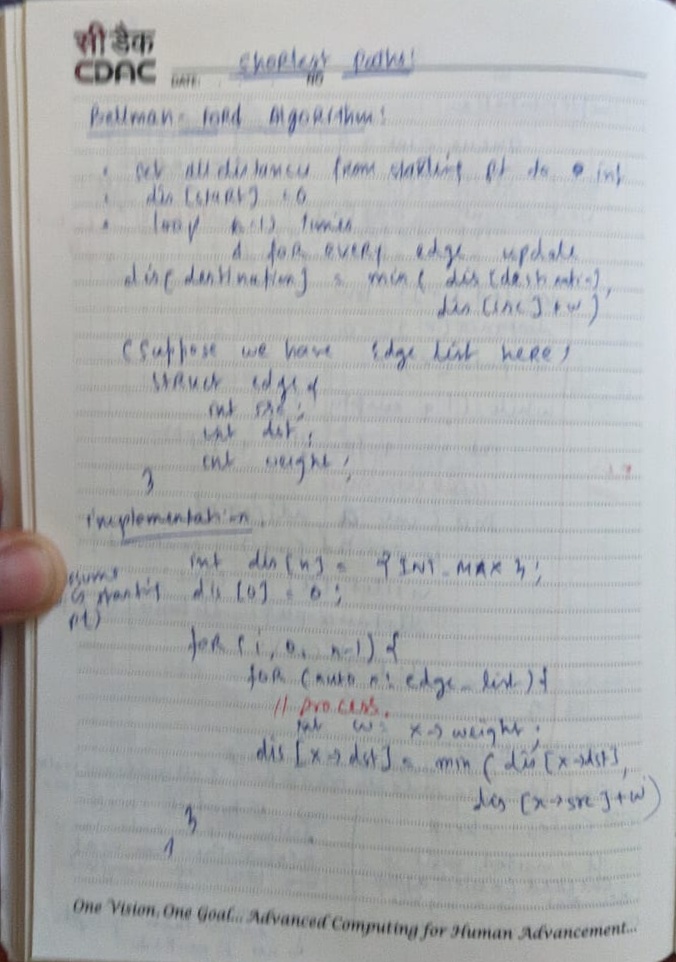 सी डैक
CDAC
DATE: NO
Shortest Paths!
Bellman-Ford Algorithm:
set all distances from starting pt to inf
dis [start] = 0
loop n-1 times
for every edge update
dis[destination] = min( dis[destination],
dis [src] + w)
(Suppose we have Edge list here,
struct edge {
int src;
int dst;
int weight;
}
implementation
int dis[n] = {INT_MAX};
starting dis [0] = 0;
pt)
for (i, 0, n-1) {
for (auto x: edge_list) {
// process.
int w = x->weight;
dis [x->dst] = min( dis[x->dst],
dis [x->src] + w)
}
}
One Vision, One Goal... Advanced Computing for Human Advancement...